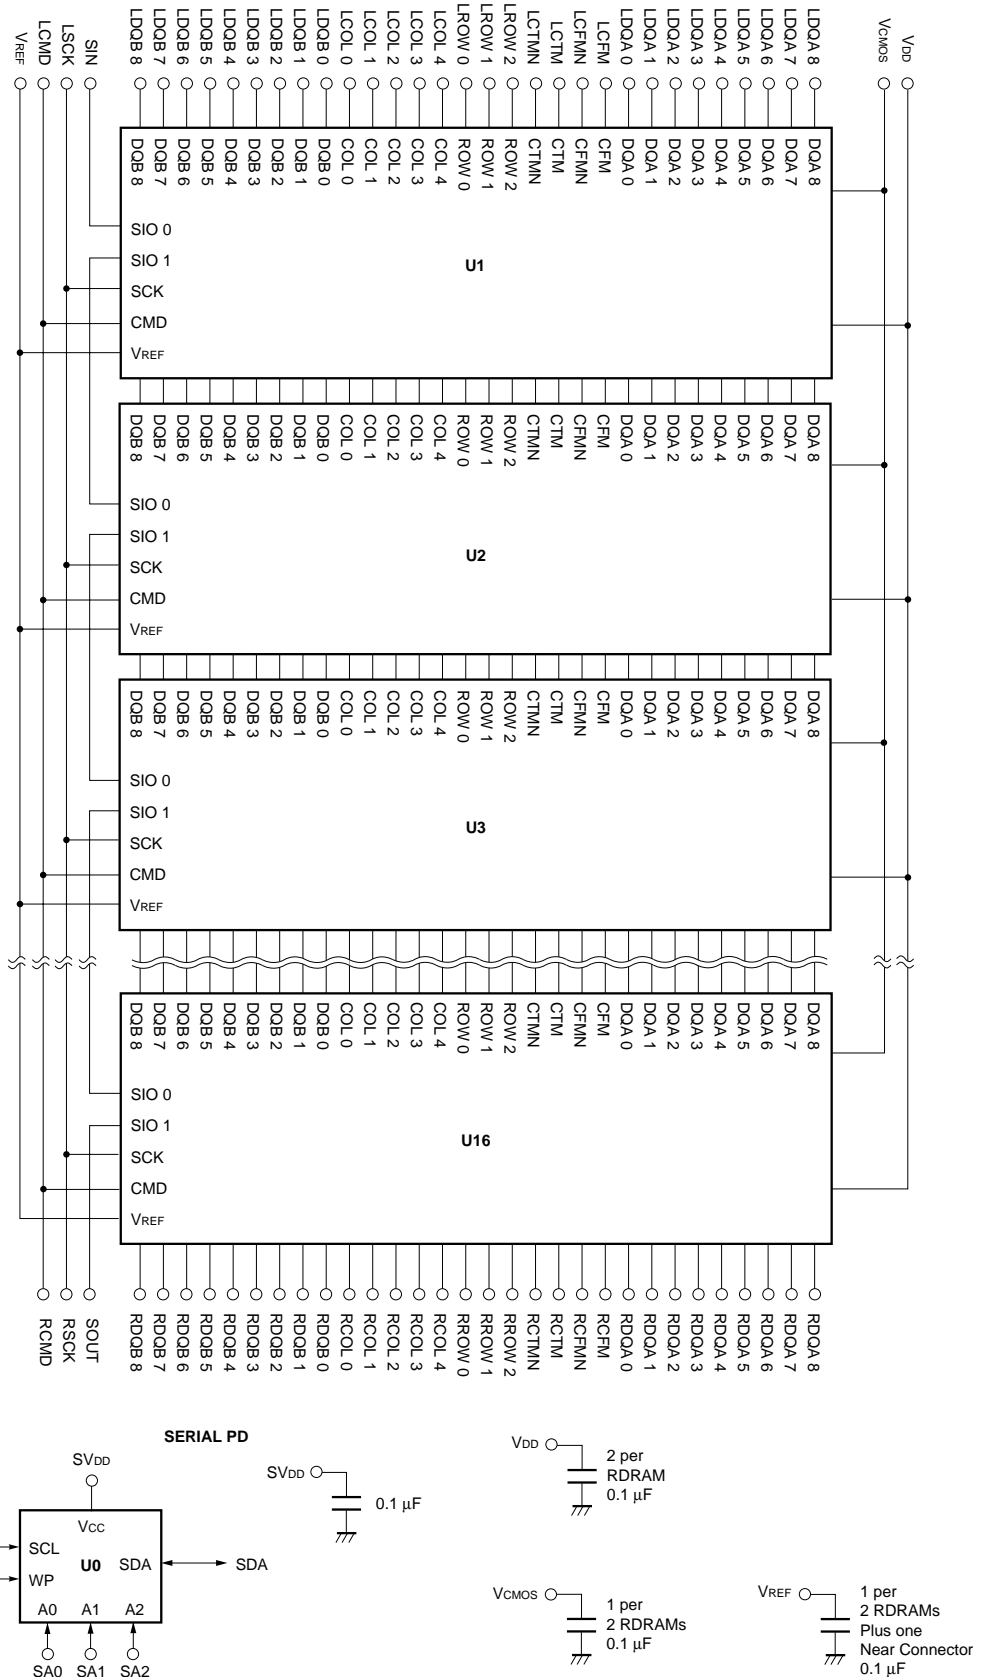 VREF
LCMD
LSCK
SIN
LDQB 8
LDQB 7
LDQB 6
LDQB 5
LDQB 4
LDQB 3
LDQB 2
LDQB 1
LDQB 0
LCOL 0
LCOL 1
LCOL 2
LCOL 3
LCOL 4
LROW 0
LROW 1
LROW 2
LCTMN
LCTM
LCFMN
LCFM
LDQA 0
LDQA 1
LDQA 2
LDQA 3
LDQA 4
LDQA 5
LDQA 6
LDQA 7
LDQA 8
VCMOS
VDD
DQB 8
DQB 7
DQB 6
DQB 5
DQB 4
DQB 3
DQB 2
DQB 1
DQB 0
COL 0
COL 1
COL 2
COL 3
COL 4
ROW 0
ROW 1
ROW 2
CTMN
CTM
CFMN
CFM
DQA 0
DQA 1
DQA 2
DQA 3
DQA 4
DQA 5
DQA 6
DQA 7
DQA 8
SIO 0
SIO 1
SCK
CMD
VREF
U1
DQB 8
DQB 7
DQB 6
DQB 5
DQB 4
DQB 3
DQB 2
DQB 1
DQB 0
COL 0
COL 1
COL 2
COL 3
COL 4
ROW 0
ROW 1
ROW 2
CTMN
CTM
CFMN
CFM
DQA 0
DQA 1
DQA 2
DQA 3
DQA 4
DQA 5
DQA 6
DQA 7
DQA 8
SIO 0
SIO 1
SCK
CMD
VREF
U2
DQB 8
DQB 7
DQB 6
DQB 5
DQB 4
DQB 3
DQB 2
DQB 1
DQB 0
COL 0
COL 1
COL 2
COL 3
COL 4
ROW 0
ROW 1
ROW 2
CTMN
CTM
CFMN
CFM
DQA 0
DQA 1
DQA 2
DQA 3
DQA 4
DQA 5
DQA 6
DQA 7
DQA 8
SIO 0
SIO 1
SCK
CMD
VREF
U3
DQB 8
DQB 7
DQB 6
DQB 5
DQB 4
DQB 3
DQB 2
DQB 1
DQB 0
COL 0
COL 1
COL 2
COL 3
COL 4
ROW 0
ROW 1
ROW 2
CTMN
CTM
CFMN
CFM
DQA 0
DQA 1
DQA 2
DQA 3
DQA 4
DQA 5
DQA 6
DQA 7
DQA 8
SIO 0
SIO 1
SCK
CMD
VREF
U16
RCMD
RSCK
SOUT
RDQB 8
RDQB 7
RDQB 6
RDQB 5
RDQB 4
RDQB 3
RDQB 2
RDQB 1
RDQB 0
RCOL 0
RCOL 1
RCOL 2
RCOL 3
RCOL 4
RROW 0
RROW 1
RROW 2
RCTMN
RCTM
RCFMN
RCFM
RDQA 0
RDQA 1
RDQA 2
RDQA 3
RDQA 4
RDQA 5
RDQA 6
RDQA 7
RDQA 8
SERIAL PD
SVDD
VCC
SCL
WP
U0
SDA
SDA
A0
A1
A2
SA0
SA1
SA2
SVDD
0.1 µF
VDD
2 per
RDRAM
0.1 µF
VCMOS
1 per
2 RDRAMs
0.1 µF
VREF
1 per
2 RDRAMs
Plus one
Near Connector
0.1 µF